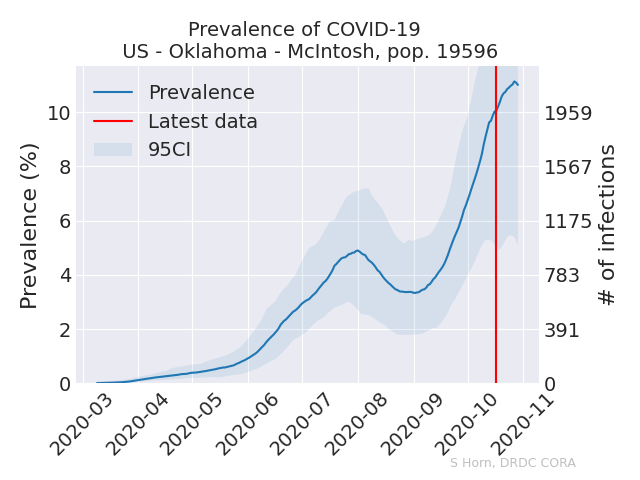 Prevalence of COVID-19
US - Oklahoma - McIntosh, pop. 19596
Prevalence
Latest data
95CI
Prevalence (%)
10
8
6
4
2
0
1959
1567
1175
783
391
0
# of infections
2020-03
2020-04
2020-05
2020-06
2020-07
2020-08
2020-09
2020-10
2020-11
S Horn, DRDC CORA